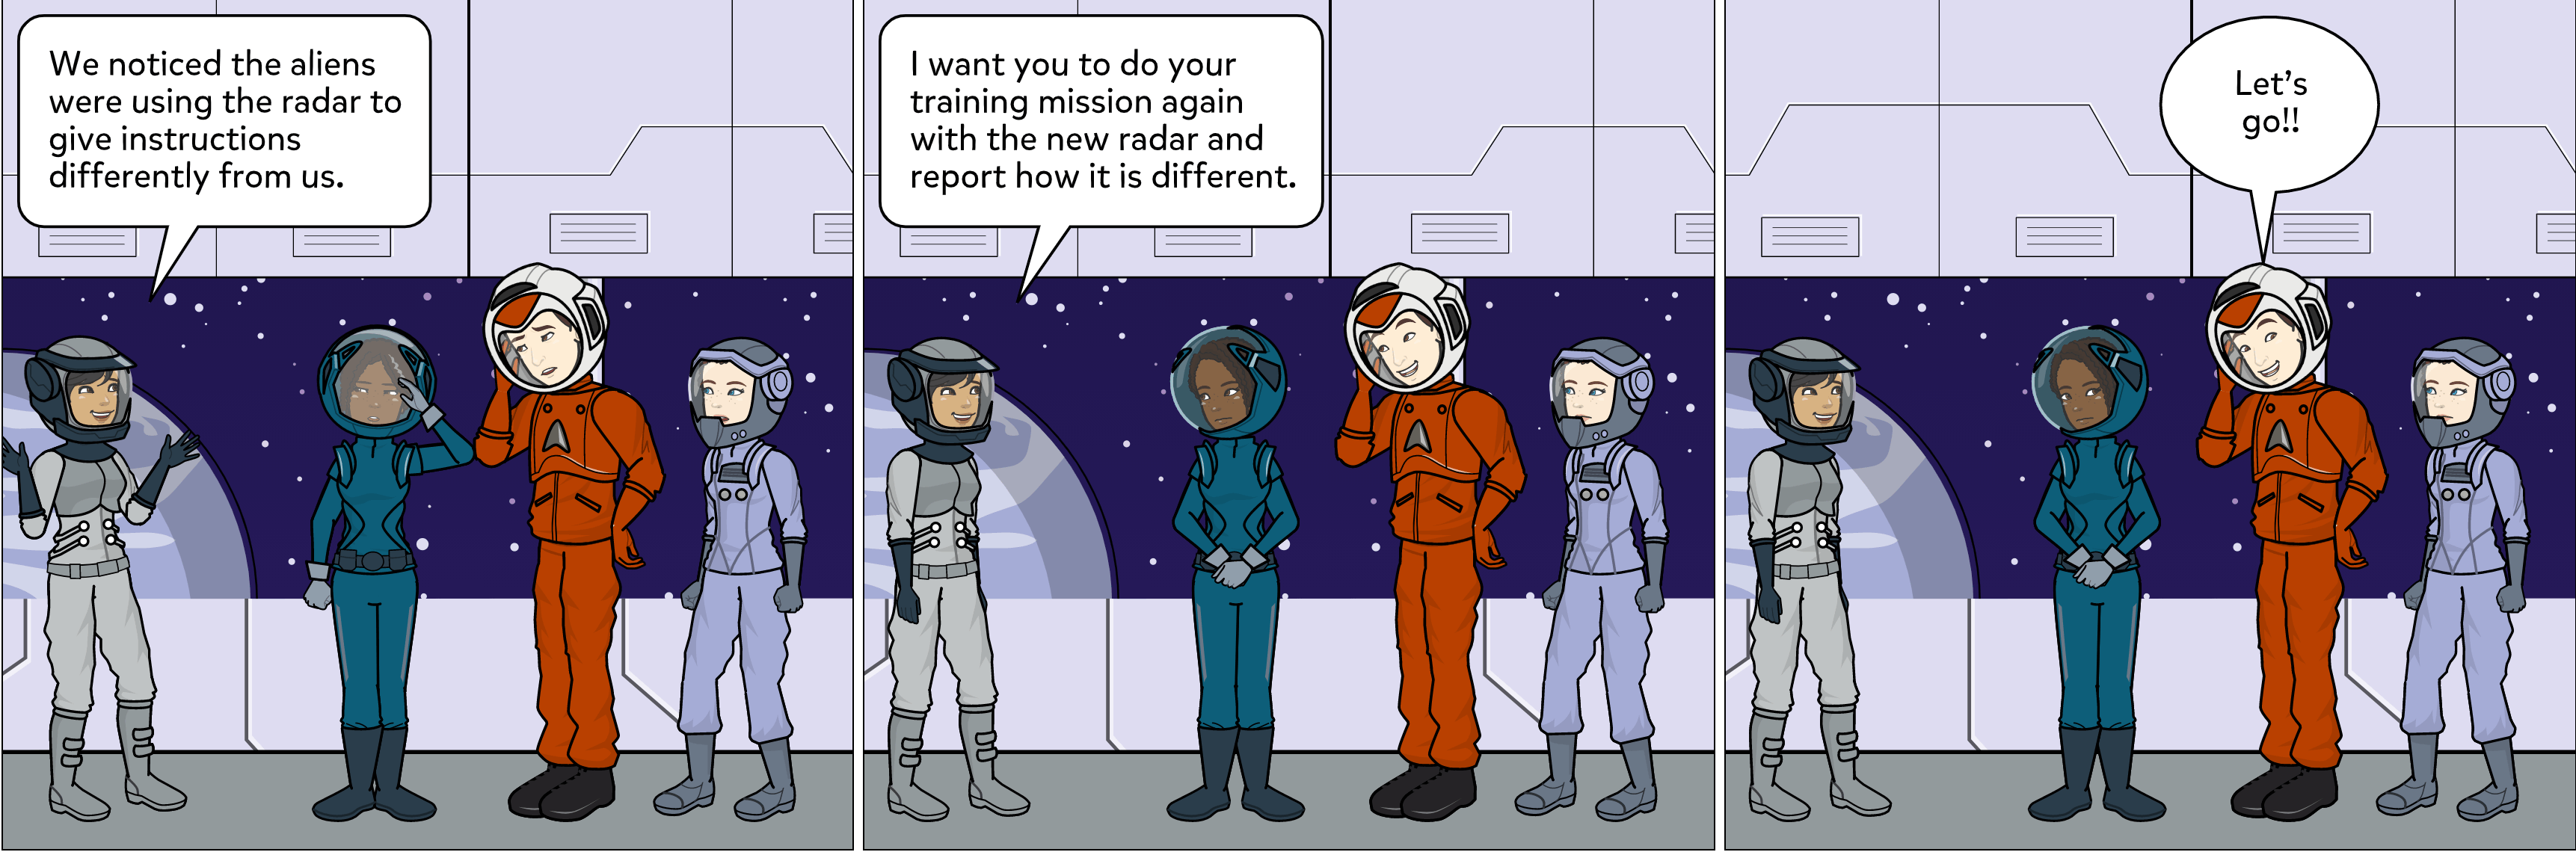 We noticed the aliens
were using the radar to
give instructions
differently from us.
I want you to do your
training mission again
with the new radar and
report how it is different.
Let's
go!!